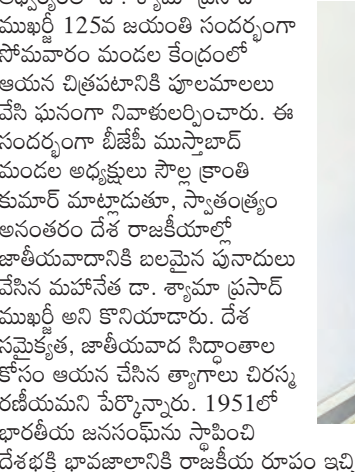 ముఖర్జీ 125వ జయంతి సందర్భంగా
సోమవారం మండల కేంద్రంలో
ఆయన చిత్రపటానికి పూలమాలలు
వేసి ఘనంగా నివాళులర్పించారు. ఈ
సందర్భంగా బీజేపీ ముస్తాబాద్
మండల అధ్యక్షులు సౌల్ల క్రాంతి
కుమార్ మాట్లాడుతూ, స్వాతంత్ర్యం
అనంతరం దేశ రాజకీయాల్లో
జాతీయవాదానికి బలమైన పునాదులు
వేసిన మహానేత డా. శ్యామా ప్రసాద్
ముఖర్జీ అని కొనియాడారు. దేశ
సమైక్యత, జాతీయవాద సిద్ధాంతాల
కోసం ఆయన చేసిన త్యాగాలు చిరస్మ
రణీయమని పేర్కొన్నారు. 1951లో
భారతీయ జనసంఘ్‌ను స్థాపించి
దేశభక్తి భావజాలానికి రాజకీయ రూపం ఇచ్చి